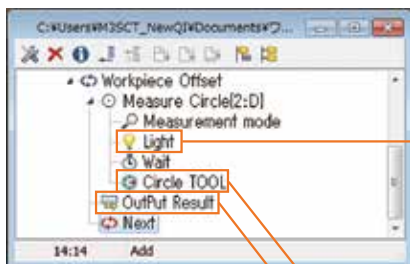 C:¥Users¥M3SCT_NewQI¥Documents¥ワ...
Workpiece Offset
Measure Circle[2:D]
Measurement mode
Light
Wait
Circle TOOL
OutPut Result
Next
14:14 Add